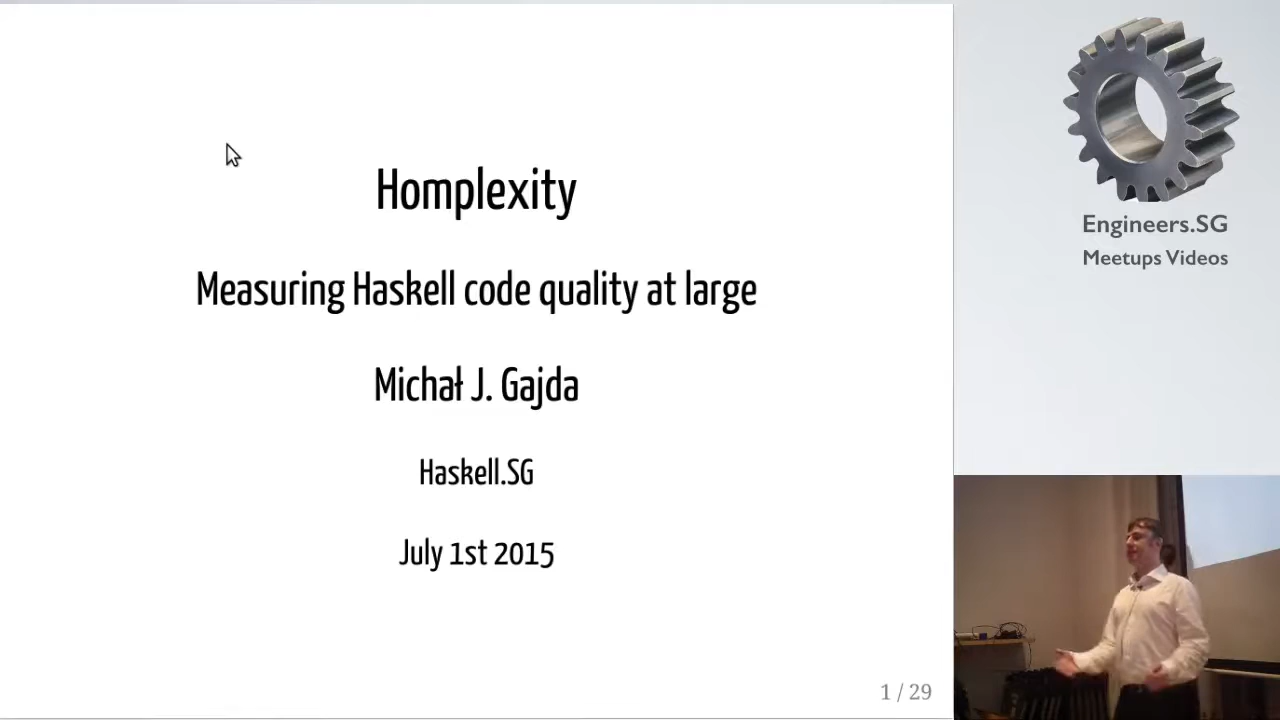 Homplexity
Measuring Haskell code quality at large
Michał J. Gajda
Haskell.SG
July 1st 2015
1 / 29
Engineers.SG
Meetups Videos